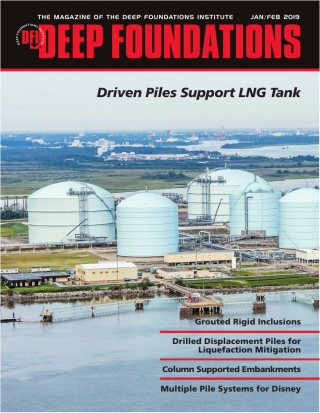 THE MAGAZINE OF THE DEEP FOUNDATIONS INSTITUTE JAN/FEB 2019
DFI DEEP FOUNDATIONS
Driven Piles Support LNG Tank
Grouted Rigid Inclusions
Drilled Displacement Piles for
Liquefaction Mitigation
Column Supported Embankments
Multiple Pile Systems for Disney